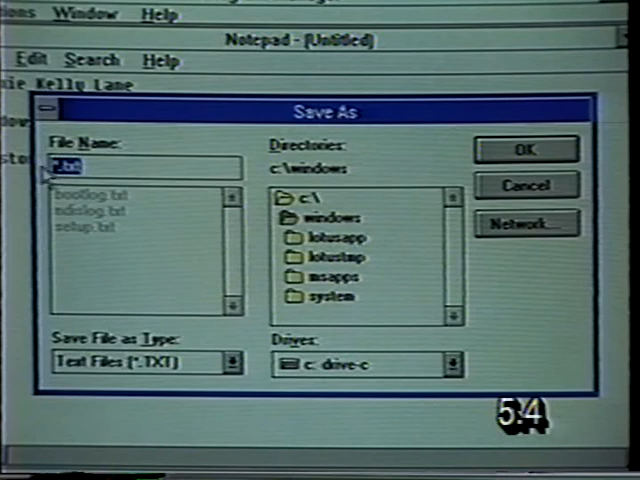 Window Help
Notepad - (Untitled)
Edit Search Help
nie Kelly Lane
Save As
File Name:
*.txt
bootlog.txt
ndislog.txt
setup.txt
Save File as Type:
Text Files (*.TXT)
Directories:
c:\windows
c:\
windows
lotusapp
lotustmp
msapps
system
Drives:
c: drive-c
OK
Cancel
Network...
5.4